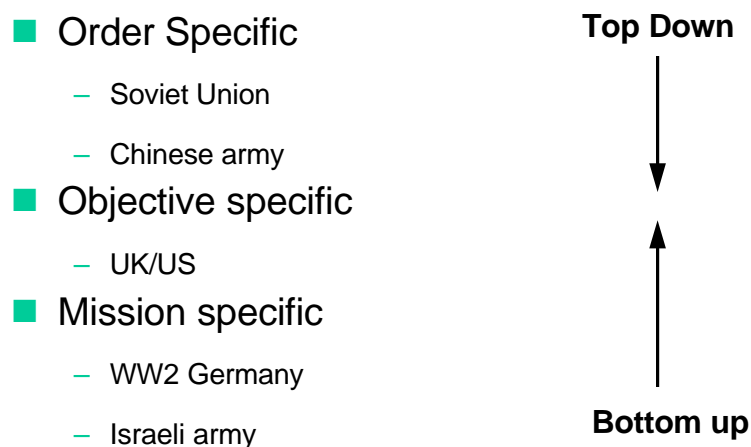 Order Specific
– Soviet Union
– Chinese army
Objective specific
– UK/US
Mission specific
– WW2 Germany
– Israeli army
Top Down
Bottom up